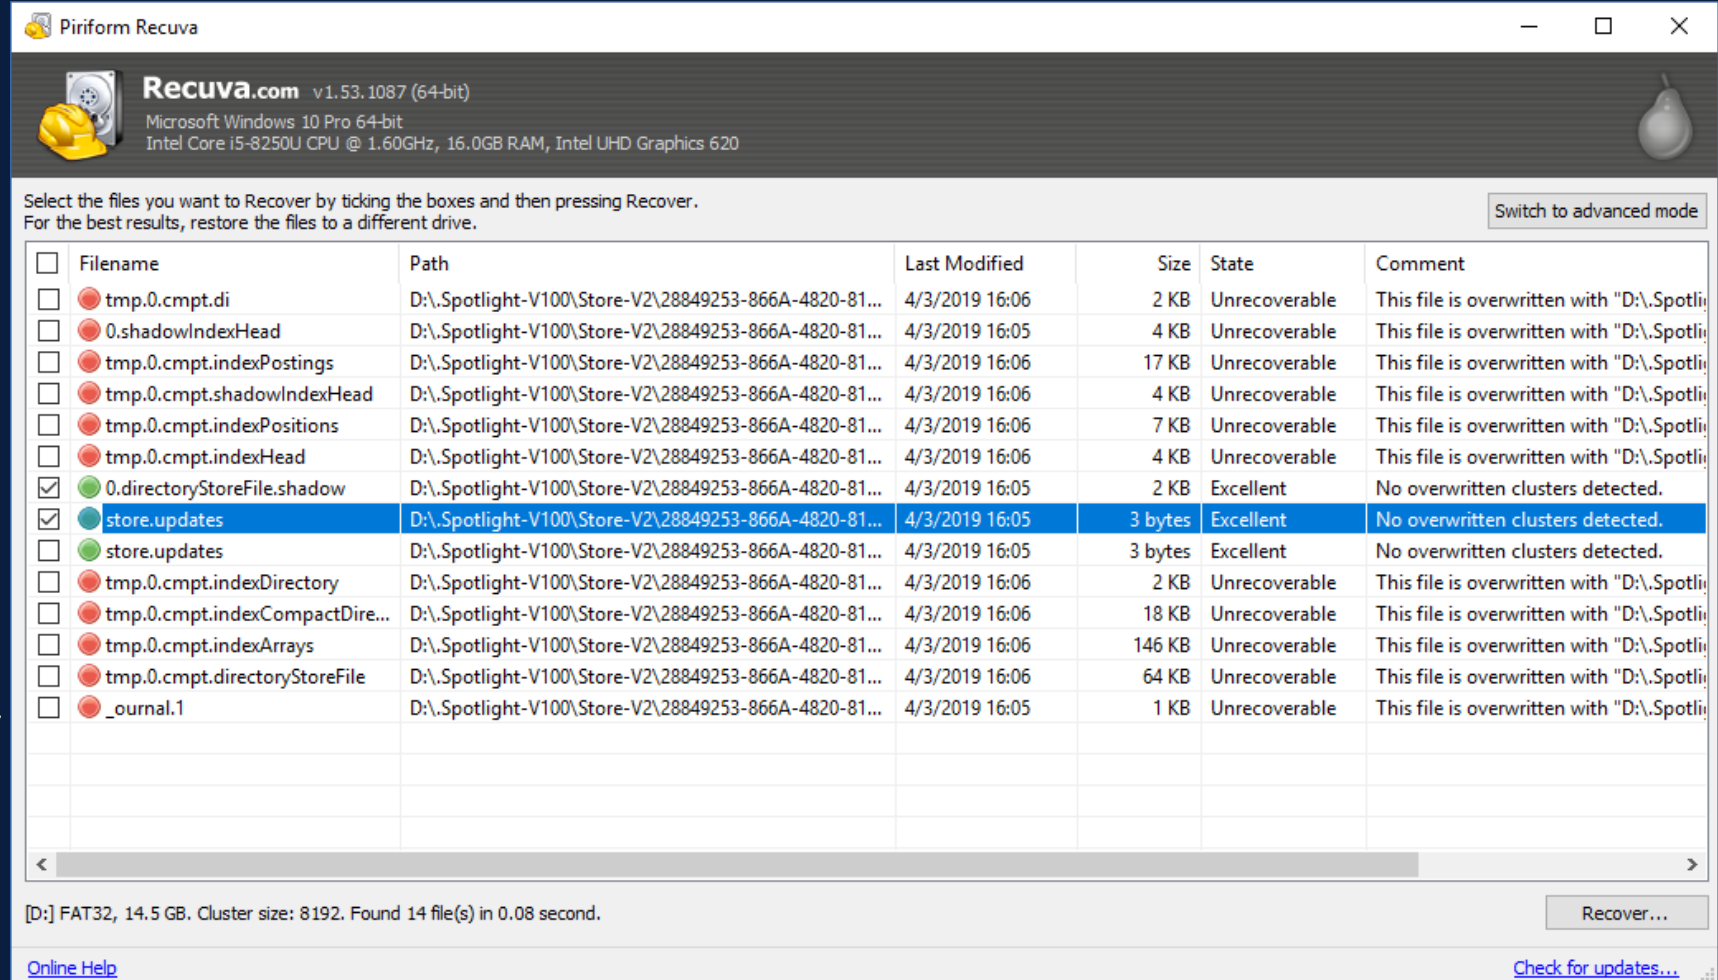 Piriform Recuva
Recuva.com v1.53.1087 (64-bit)
Microsoft Windows 10 Pro 64-bit
Intel Core i5-8250U CPU @ 1.60GHz, 16.0GB RAM, Intel UHD Graphics 620
Select the files you want to Recover by ticking the boxes and then pressing Recover.
For the best results, restore the files to a different drive.
Switch to advanced mode
Filename Path Last Modified Size State Comment
tmp.0.cmpt.di D:\.Spotlight-V100\Store-V2\28849253-866A-4820-81... 4/3/2019 16:06 2 KB Unrecoverable This file is overwritten with "D:\.Spotli
0.shadowIndexHead D:\.Spotlight-V100\Store-V2\28849253-866A-4820-81... 4/3/2019 16:05 4 KB Unrecoverable This file is overwritten with "D:\.Spotli
tmp.0.cmpt.indexPostings D:\.Spotlight-V100\Store-V2\28849253-866A-4820-81... 4/3/2019 16:06 17 KB Unrecoverable This file is overwritten with "D:\.Spotli
tmp.0.cmpt.shadowIndexHead D:\.Spotlight-V100\Store-V2\28849253-866A-4820-81... 4/3/2019 16:06 4 KB Unrecoverable This file is overwritten with "D:\.Spotli
tmp.0.cmpt.indexPositions D:\.Spotlight-V100\Store-V2\28849253-866A-4820-81... 4/3/2019 16:06 7 KB Unrecoverable This file is overwritten with "D:\.Spotli
tmp.0.cmpt.indexHead D:\.Spotlight-V100\Store-V2\28849253-866A-4820-81... 4/3/2019 16:06 4 KB Unrecoverable This file is overwritten with "D:\.Spotli
0.directoryStoreFile.shadow D:\.Spotlight-V100\Store-V2\28849253-866A-4820-81... 4/3/2019 16:05 2 KB Excellent No overwritten clusters detected.
store.updates D:\.Spotlight-V100\Store-V2\28849253-866A-4820-81... 4/3/2019 16:05 3 bytes Excellent No overwritten clusters detected.
store.updates D:\.Spotlight-V100\Store-V2\28849253-866A-4820-81... 4/3/2019 16:05 3 bytes Excellent No overwritten clusters detected.
tmp.0.cmpt.indexDirectory D:\.Spotlight-V100\Store-V2\28849253-866A-4820-81... 4/3/2019 16:06 2 KB Unrecoverable This file is overwritten with "D:\.Spotli
tmp.0.cmpt.indexCompactDire... D:\.Spotlight-V100\Store-V2\28849253-866A-4820-81... 4/3/2019 16:06 18 KB Unrecoverable This file is overwritten with "D:\.Spotli
tmp.0.cmpt.indexArrays D:\.Spotlight-V100\Store-V2\28849253-866A-4820-81... 4/3/2019 16:06 146 KB Unrecoverable This file is overwritten with "D:\.Spotli
tmp.0.cmpt.directoryStoreFile D:\.Spotlight-V100\Store-V2\28849253-866A-4820-81... 4/3/2019 16:06 64 KB Unrecoverable This file is overwritten with "D:\.Spotli
_ournal.1 D:\.Spotlight-V100\Store-V2\28849253-866A-4820-81... 4/3/2019 16:05 1 KB Unrecoverable This file is overwritten with "D:\.Spotli
[D:] FAT32, 14.5 GB. Cluster size: 8192. Found 14 file(s) in 0.08 second.
Recover...
Online Help
Check for updates...